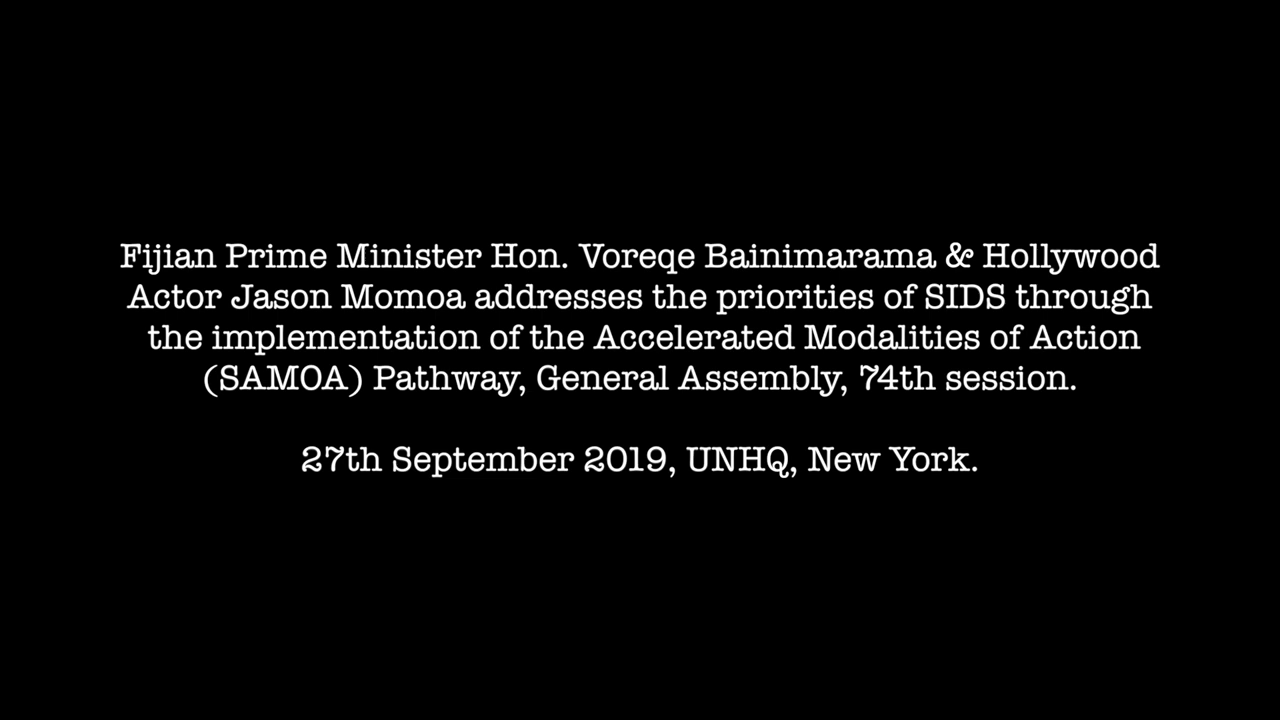 Fijian Prime Minister Hon. Voreqe Bainimarama & Hollywood
Actor Jason Momoa addresses the priorities of SIDS through
the implementation of the Accelerated Modalities of Action
(SAMOA) Pathway, General Assembly, 74th session.
27th September 2019, UNHQ, New York.